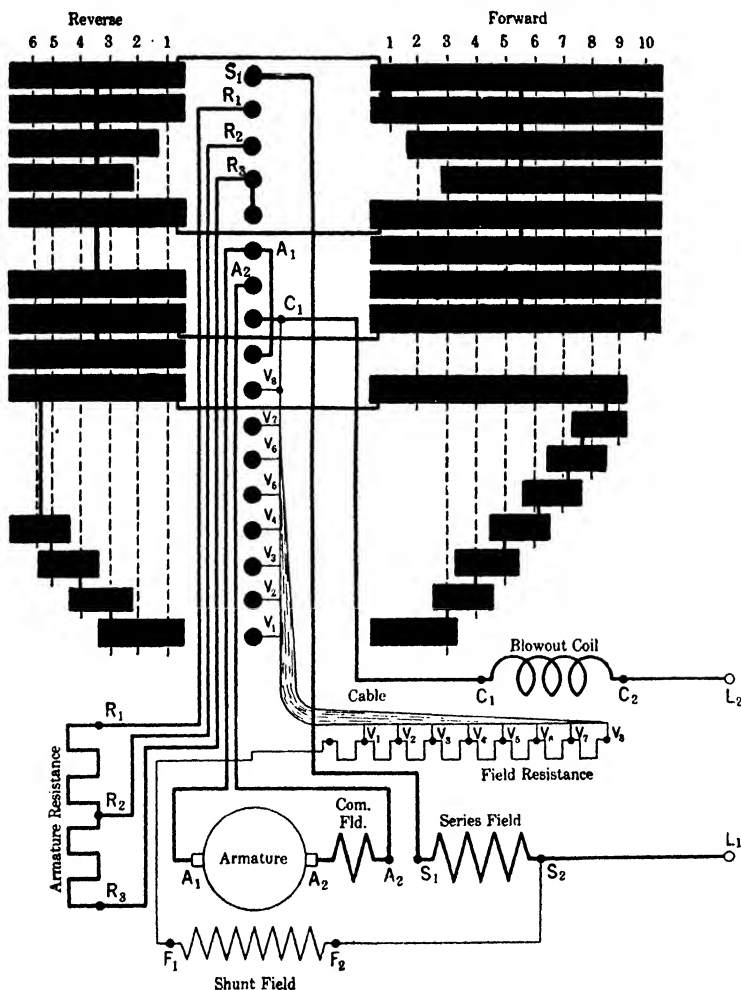 Reverse
Forward
6 5 4 3 2 1
1 2 3 4 5 6 7 8 9 10
S₁
R₁
R₂
R₃
A₁
A₂
C₁
V₈
V₇
V₆
V₅
V₄
V₃
V₂
V₁
Blowout Coil
C₁
C₂
L₂
Cable
R₁
R₂
R₃
Armature Resistance
V₁ V₂ V₃ V₄ V₅ V₆ V₇ V₈
Field Resistance
Com.
Fld.
Series Field
Armature
A₁
A₂
A₂
S₁
S₂
L₁
F₁
F₂
Shunt Field